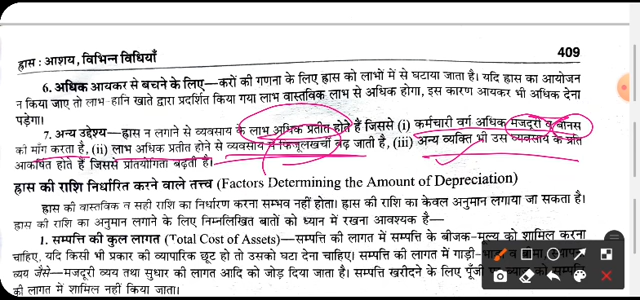 ह्रास : आशय, विभिन्न विधियाँ 409
6. अधिक आयकर से बचने के लिए—करों की गणना के लिए ह्रास को लाभों में से घटाया जाता है। यदि ह्रास का आयोजन
न किया जाए तो लाभ-हानि खाते द्वारा प्रदर्शित किया गया लाभ वास्तविक लाभ से अधिक होगा, इस कारण आयकर भी अधिक देना
पड़ेगा।
7. अन्य उद्देश्य—ह्रास न लगाने से व्यवसाय के लाभ अधिक प्रतीत होते हैं जिससे (i) कर्मचारी वर्ग अधिक मजदूरी व बोनस
की मांग करता है, (ii) लाभ अधिक प्रतीत होने से व्यवसाय में फिजूलखर्ची बढ़ जाती है, (iii) अन्य व्यक्ति भी उस व्यवसाय के प्रति
आकर्षित होते हैं जिससे प्रतियोगिता बढ़ती है।
ह्रास की राशि निर्धारित करने वाले तत्त्व (Factors Determining the Amount of Depreciation)
ह्रास की वास्तविक व सही राशि का निर्धारण करना सम्भव नहीं होता। ह्रास की राशि का केवल अनुमान लगाया जा सकता है।
ह्रास की राशि का अनुमान लगाने के लिए निम्नलिखित बातों को ध्यान में रखना आवश्यक है—
1. सम्पत्ति की कुल लागत (Total Cost of Assets)—सम्पत्ति की लागत में सम्पत्ति के बीजक-मूल्य को शामिल करना
चाहिए, यदि किसी भी प्रकार की व्यापारिक छूट हो तो उसको घटा देना चाहिए। सम्पत्ति की लागत में गाड़ी-भाड़ा व बीमा,
व्यय जैसे—मजदूरी व्यय तथा सुधार की लागत आदि को जोड़ दिया जाता है। सम्पत्ति खरीदने के लिए पूँजी पर
की लागत में शामिल नहीं किया जाता।